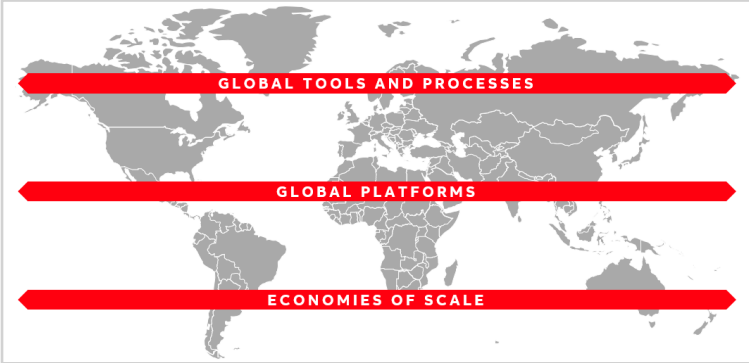 GLOBAL TOOLS AND PROCESSES
GLOBAL PLATFORMS
ECONOMIES OF SCALE